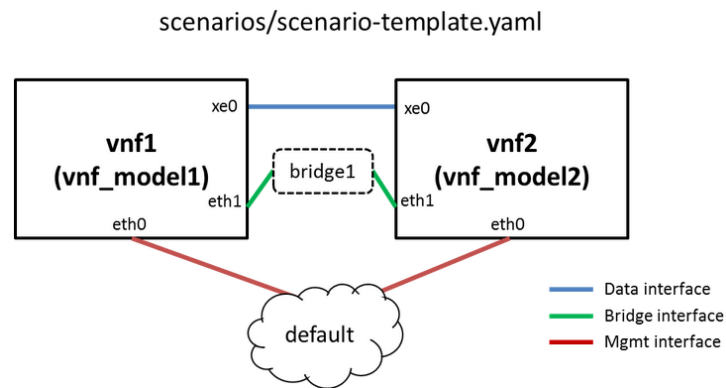 scenarios/scenario-template.yaml
xe0
xe0
vnf1
(vnf_model1)
bridge1
vnf2
(vnf_model2)
eth1
eth1
eth0
eth0
default
Data interface
Bridge interface
Mgmt interface